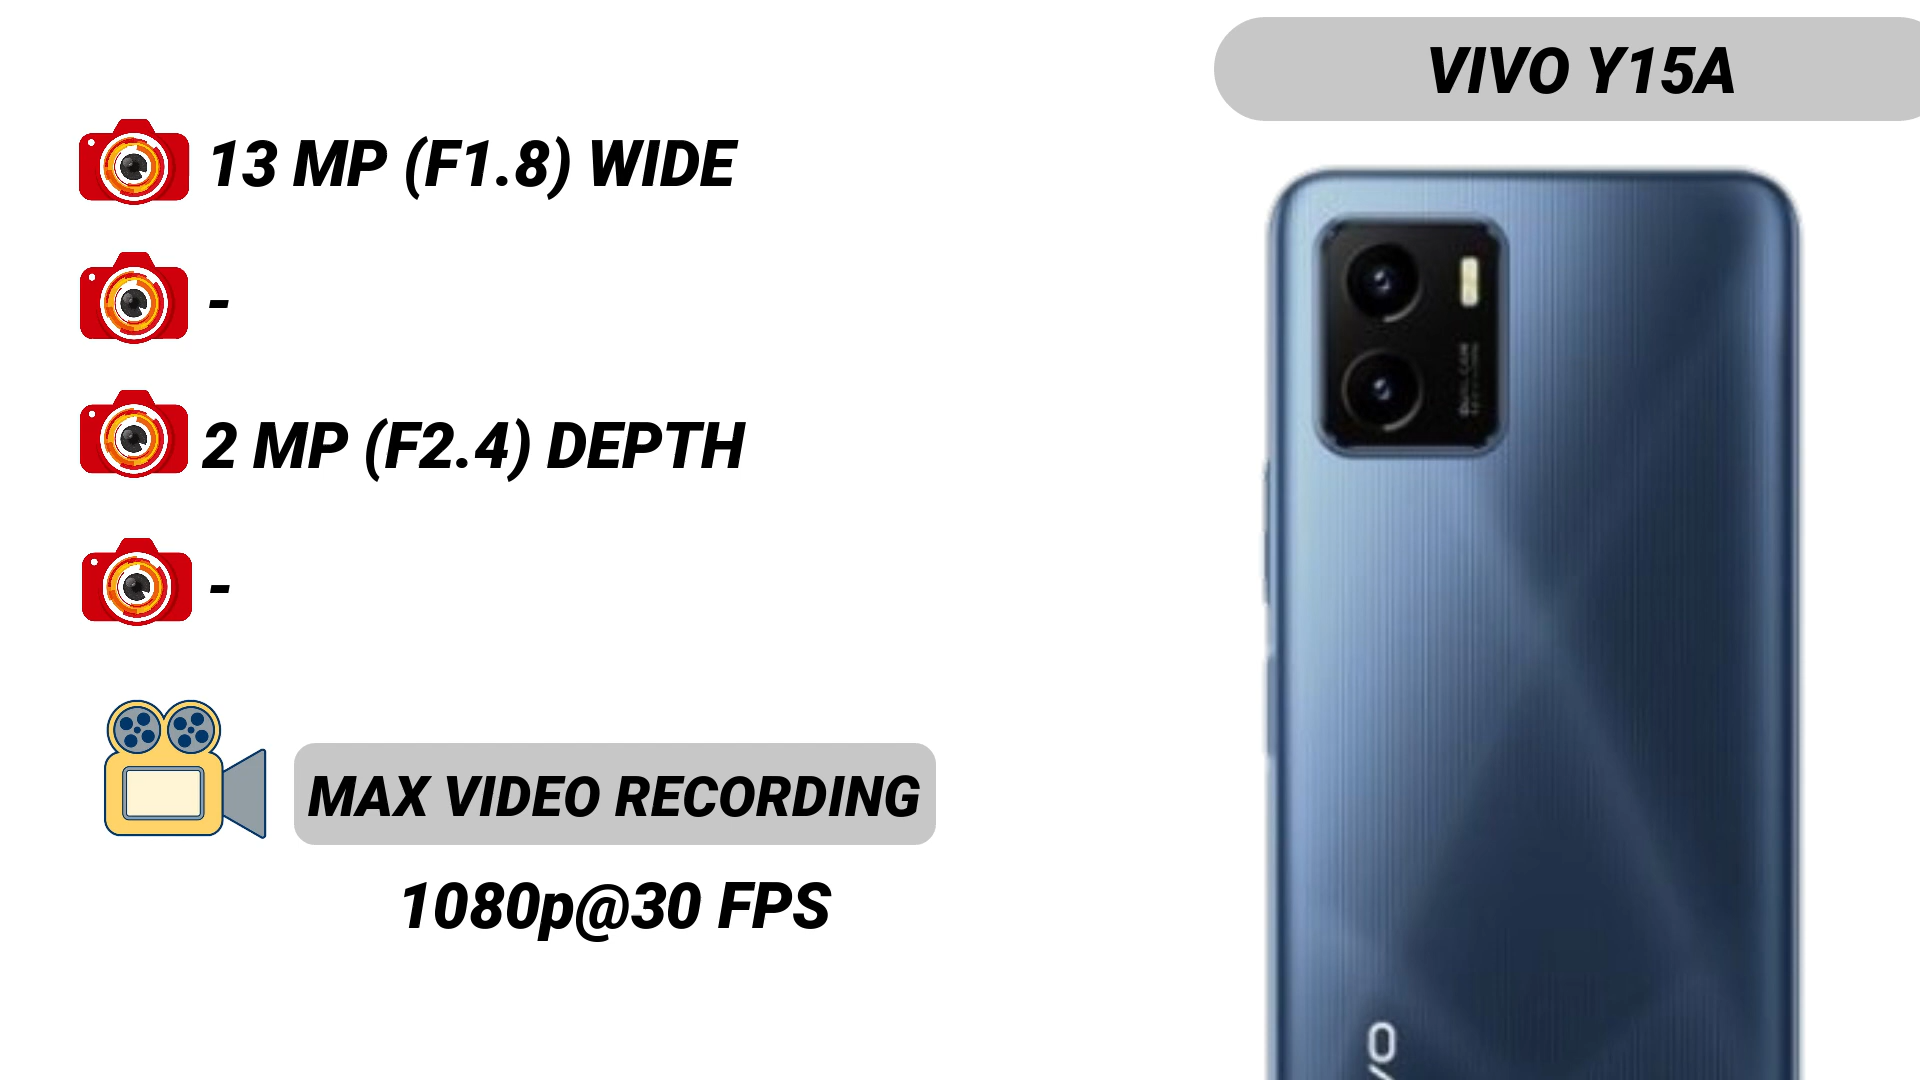 VIVO Y15A
13 MP (F1.8) WIDE
-
2 MP (F2.4) DEPTH
-
MAX VIDEO RECORDING
1080p@30 FPS